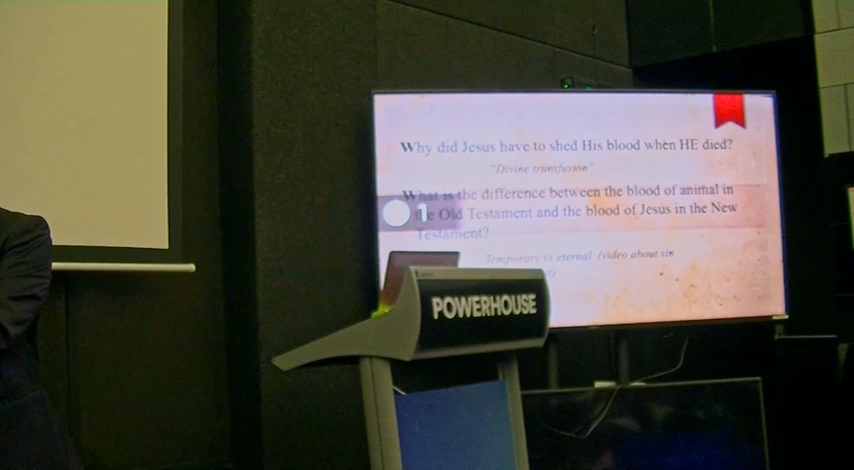 Why did Jesus have to shed His blood when HE died?
"Divine transfusion"
What is the difference between the blood of animal in
the Old Testament and the blood of Jesus in the New
Testament?
Temporary vs eternal (video about sin
1
POWERHOUSE